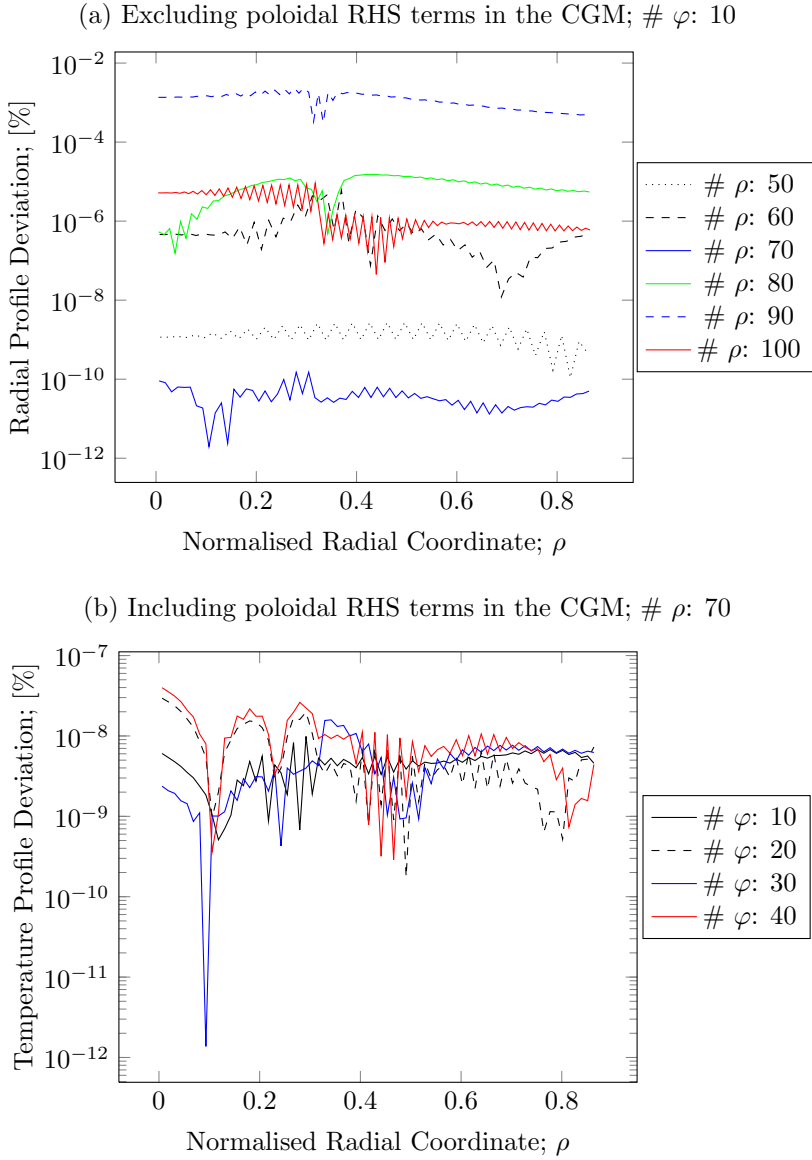 (a) Excluding poloidal RHS terms in the CGM; # φ: 10
Radial Profile Deviation; [%]
10⁻²
10⁻⁴
10⁻⁶
10⁻⁸
10⁻¹⁰
10⁻¹²
0
0.2
0.4
0.6
0.8
Normalised Radial Coordinate; ρ
# ρ: 50
# ρ: 60
# ρ: 70
# ρ: 80
# ρ: 90
# ρ: 100
(b) Including poloidal RHS terms in the CGM; # ρ: 70
Temperature Profile Deviation; [%]
10⁻⁷
10⁻⁸
10⁻⁹
10⁻¹⁰
10⁻¹¹
10⁻¹²
0
0.2
0.4
0.6
0.8
Normalised Radial Coordinate; ρ
# φ: 10
# φ: 20
# φ: 30
# φ: 40